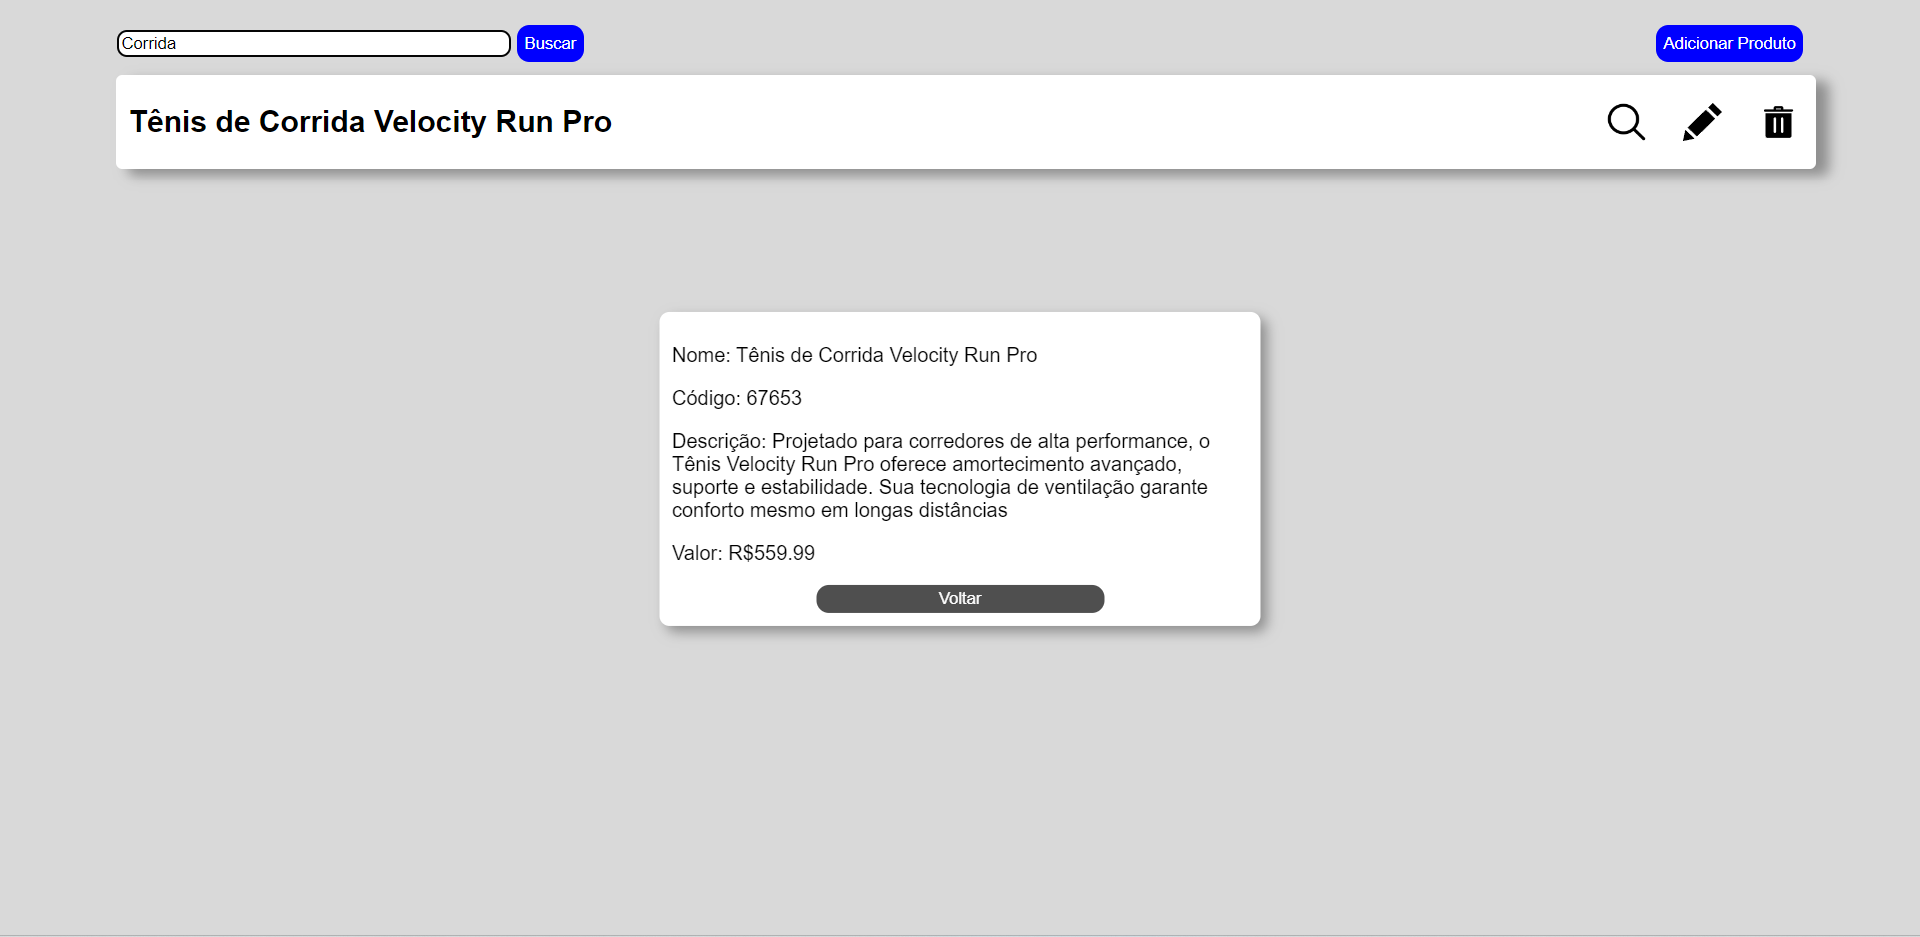 Corrida
Buscar
Adicionar Produto
Tênis de Corrida Velocity Run Pro
Nome: Tênis de Corrida Velocity Run Pro
Código: 67653
Descrição: Projetado para corredores de alta performance, o
Tênis Velocity Run Pro oferece amortecimento avançado,
suporte e estabilidade. Sua tecnologia de ventilação garante
conforto mesmo em longas distâncias
Valor: R$559.99
Voltar